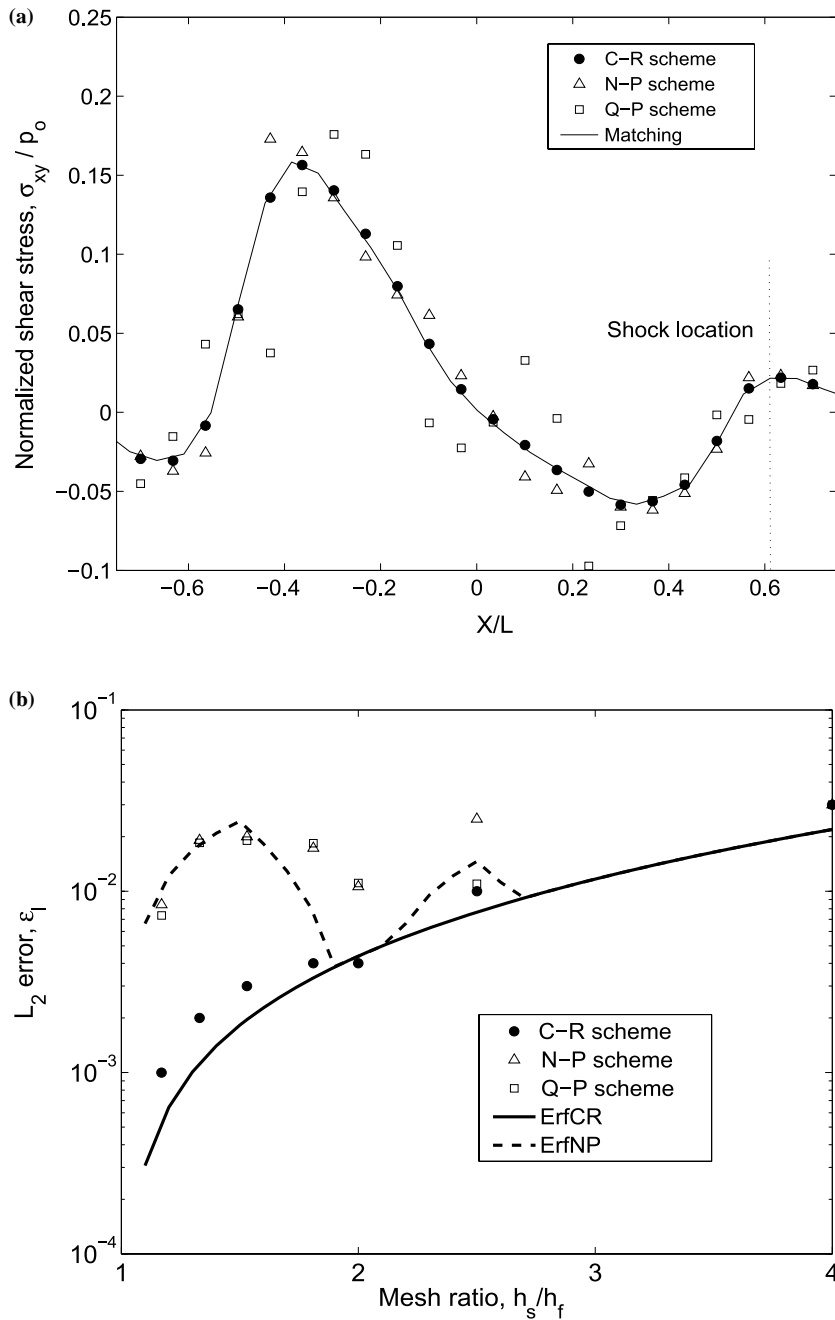 (a)
0.25
0.2
0.15
0.1
0.05
0
−0.05
−0.1
Normalized shear stress, σxy / po
C−R scheme
N−P scheme
Q−P scheme
Matching
Shock location
−0.6
−0.4
−0.2
0
0.2
0.4
0.6
X/L
(b)
10−1
10−2
10−3
10−4
L2 error, εI
C−R scheme
N−P scheme
Q−P scheme
ErfCR
ErfNP
1
2
3
4
Mesh ratio, hs/hf